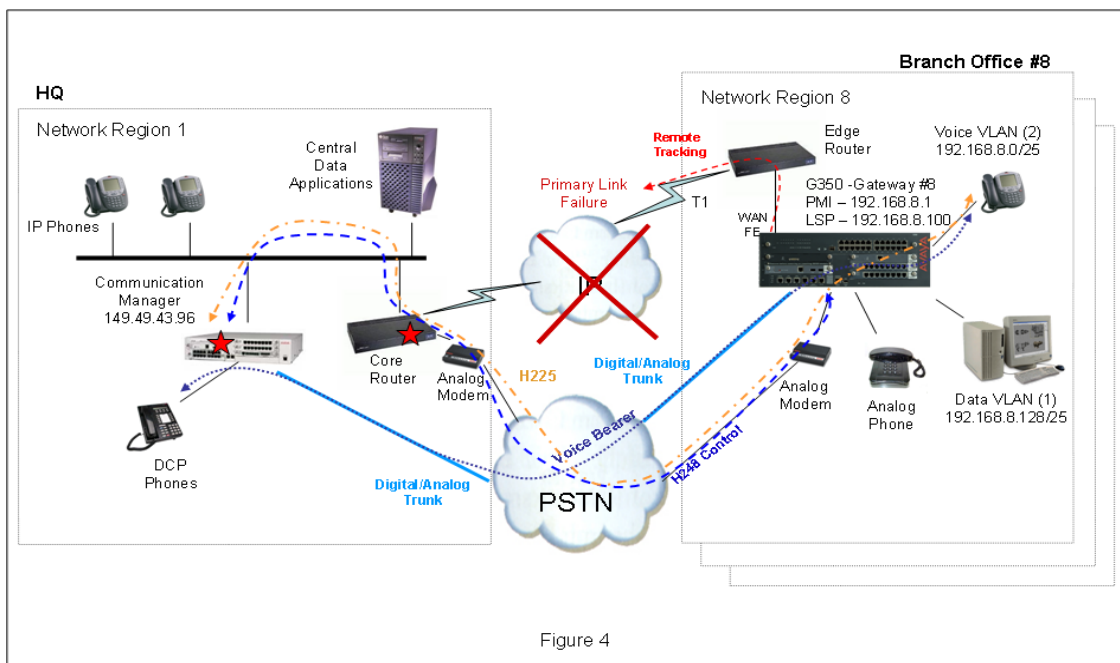 Branch Office #8
HQ
Network Region 1
Network Region 8
Central
Data
Applications
Remote
Tracking
Edge
Router
Voice VLAN (2)
192.168.8.0/25
Primary Link
Failure
T1
G350 -Gateway #8
PMI – 192.168.8.1
LSP – 192.168.8.100
IP Phones
WAN
FE
IP
Communication
Manager
149.49.43.96
Core
Router
Analog
Modem
H225
Digital/Analog
Trunk
Analog
Modem
Analog
Phone
Data VLAN (1)
192.168.8.128/25
Voice Bearer
H248 Control
DCP
Phones
Digital/Analog
Trunk
PSTN
Figure 4